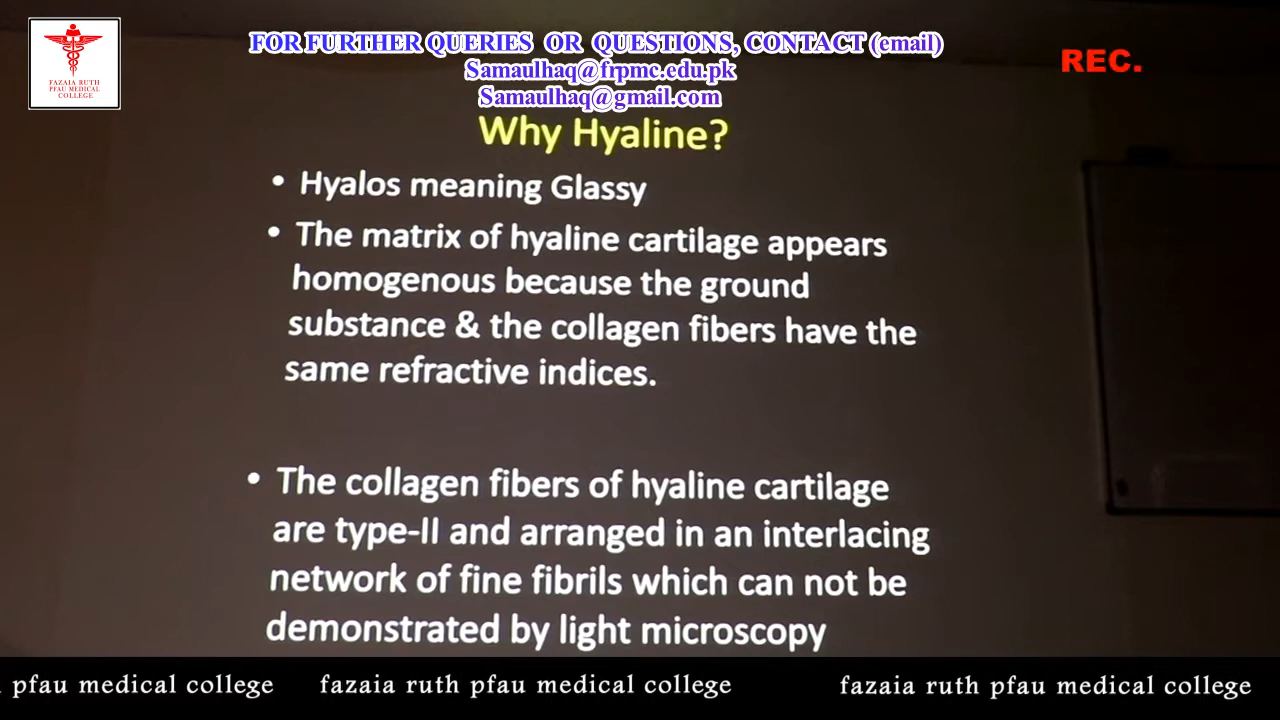 FOR FURTHER QUERIES OR QUESTIONS, CONTACT (email)
Samaulhaq@frpmc.edu.pk
Samaulhaq@gmail.com
REC.
FAZAIA RUTH
PFAU MEDICAL
COLLEGE
Why Hyaline?
• Hyalos meaning Glassy
• The matrix of hyaline cartilage appears
homogenous because the ground
substance & the collagen fibers have the
same refractive indices.
• The collagen fibers of hyaline cartilage
are type-II and arranged in an interlacing
network of fine fibrils which can not be
demonstrated by light microscopy
pfau medical college fazaia ruth pfau medical college fazaia ruth pfau medical college